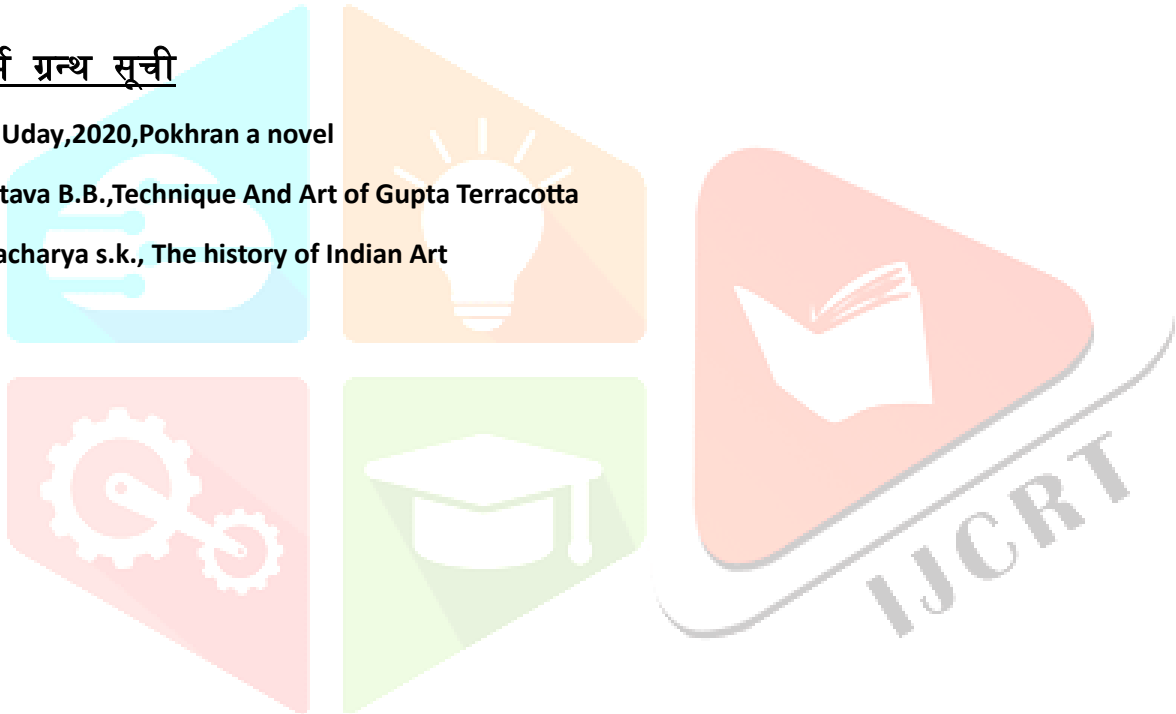 ग्रन्थ सूची
Uday,2020,Pokhran a novel
tava B.B.,Technique And Art of Gupta Terracotta
acharya s.k., The history of Indian Art
IJCRT